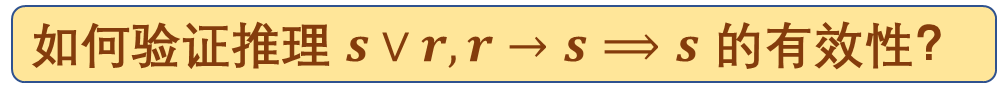 如何验证推理 s ∨ r, r → s ⟹ s 的有效性?